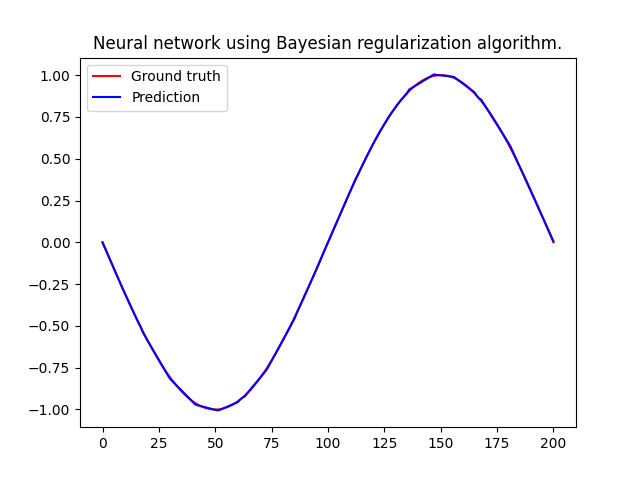 Neural network using Bayesian regularization algorithm.
Ground truth
Prediction
1.00
0.75
0.50
0.25
0.00
−0.25
−0.50
−0.75
−1.00
0 25 50 75 100 125 150 175 200